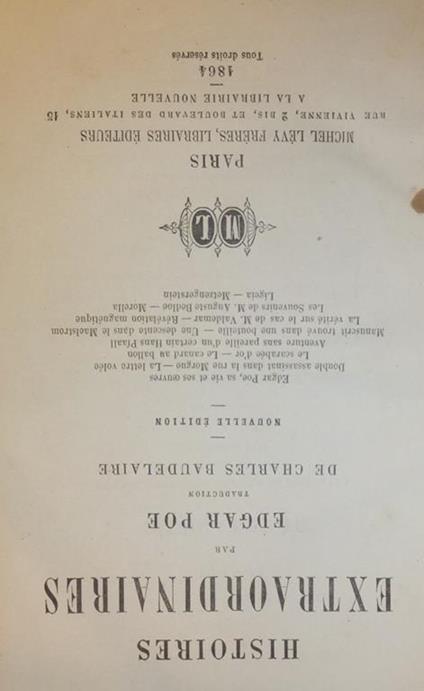 HISTOIRES
EXTRAORDINAIRES
PAR
EDGAR POE
TRADUCTION
DE CHARLES BAUDELAIRE
NOUVELLE ÉDITION
Edgar Poe, sa vie et ses œuvres
Double assassinat dans la rue Morgue — La lettre volée
Le scarabée d'or — Le canard au ballon
Aventure sans pareille d'un certain Hans Pfaall
Manuscrit trouvé dans une bouteille — Une descente dans le Maelstrom
La vérité sur le cas de M. Valdemar — Révélation magnétique
Les Souvenirs de M. Auguste Bedloe — Morella
Ligeia — Metzengerstein
ML
PARIS
MICHEL LÉVY FRÈRES, LIBRAIRES ÉDITEURS
RUE VIVIENNE, 2 BIS, ET BOULEVARD DES ITALIENS, 15
A LA LIBRAIRIE NOUVELLE
1864
Tous droits réservés